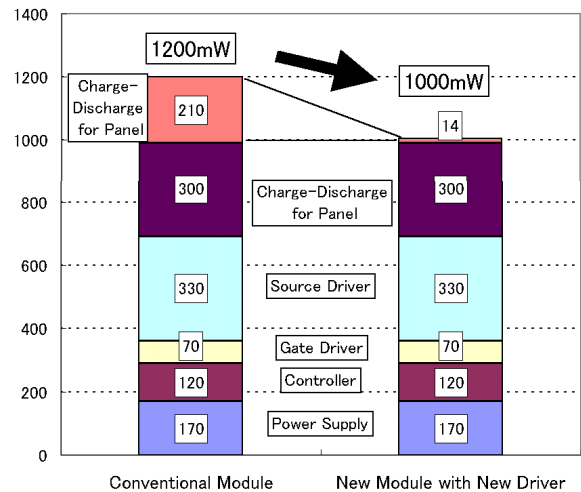 1400
1200
1000
800
600
400
200
0
1200mW
1000mW
Charge-
Discharge
for Panel
210
14
300
Charge-Discharge
for Panel
300
330
Source Driver
330
70
Gate Driver
70
120
Controller
120
170
Power Supply
170
Conventional Module
New Module with New Driver